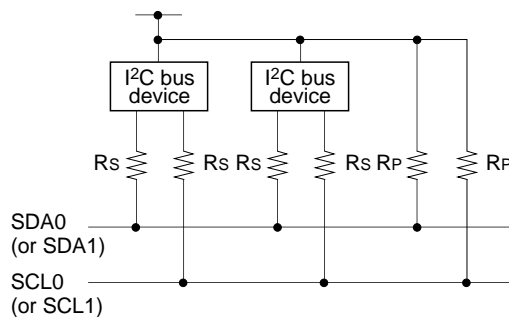 I²C bus
device
I²C bus
device
RS
RS
RS
RS
RP
RP
SDA0
(or SDA1)
SCL0
(or SCL1)